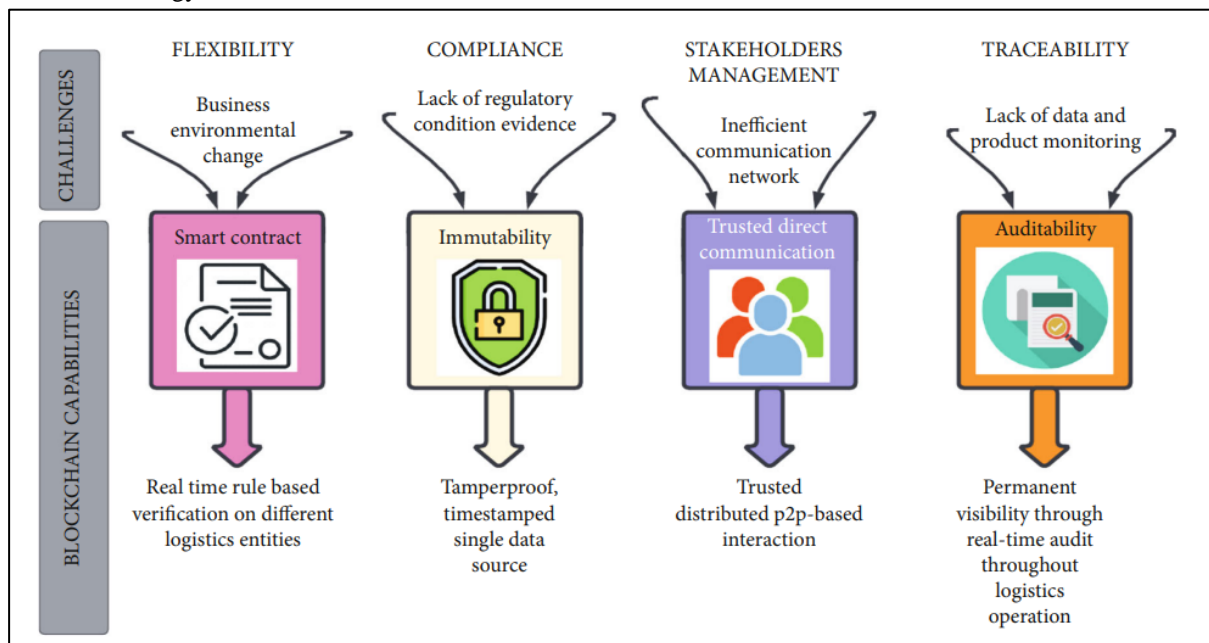 FLEXIBILITY
COMPLIANCE
STAKEHOLDERS
MANAGEMENT
TRACEABILITY
CHALLENGES
Business
environmental
change
Lack of regulatory
condition evidence
Inefficient
communication
network
Lack of data and
product monitoring
BLOCKCHAIN CAPABILITIES
Smart contract
Immutability
Trusted direct
communication
Auditability
Real time rule based
verification on different
logistics entities
Tamperproof,
timestamped
single data
source
Trusted
distributed p2p-based
interaction
Permanent
visibility through
real-time audit
throughout
logistics
operation